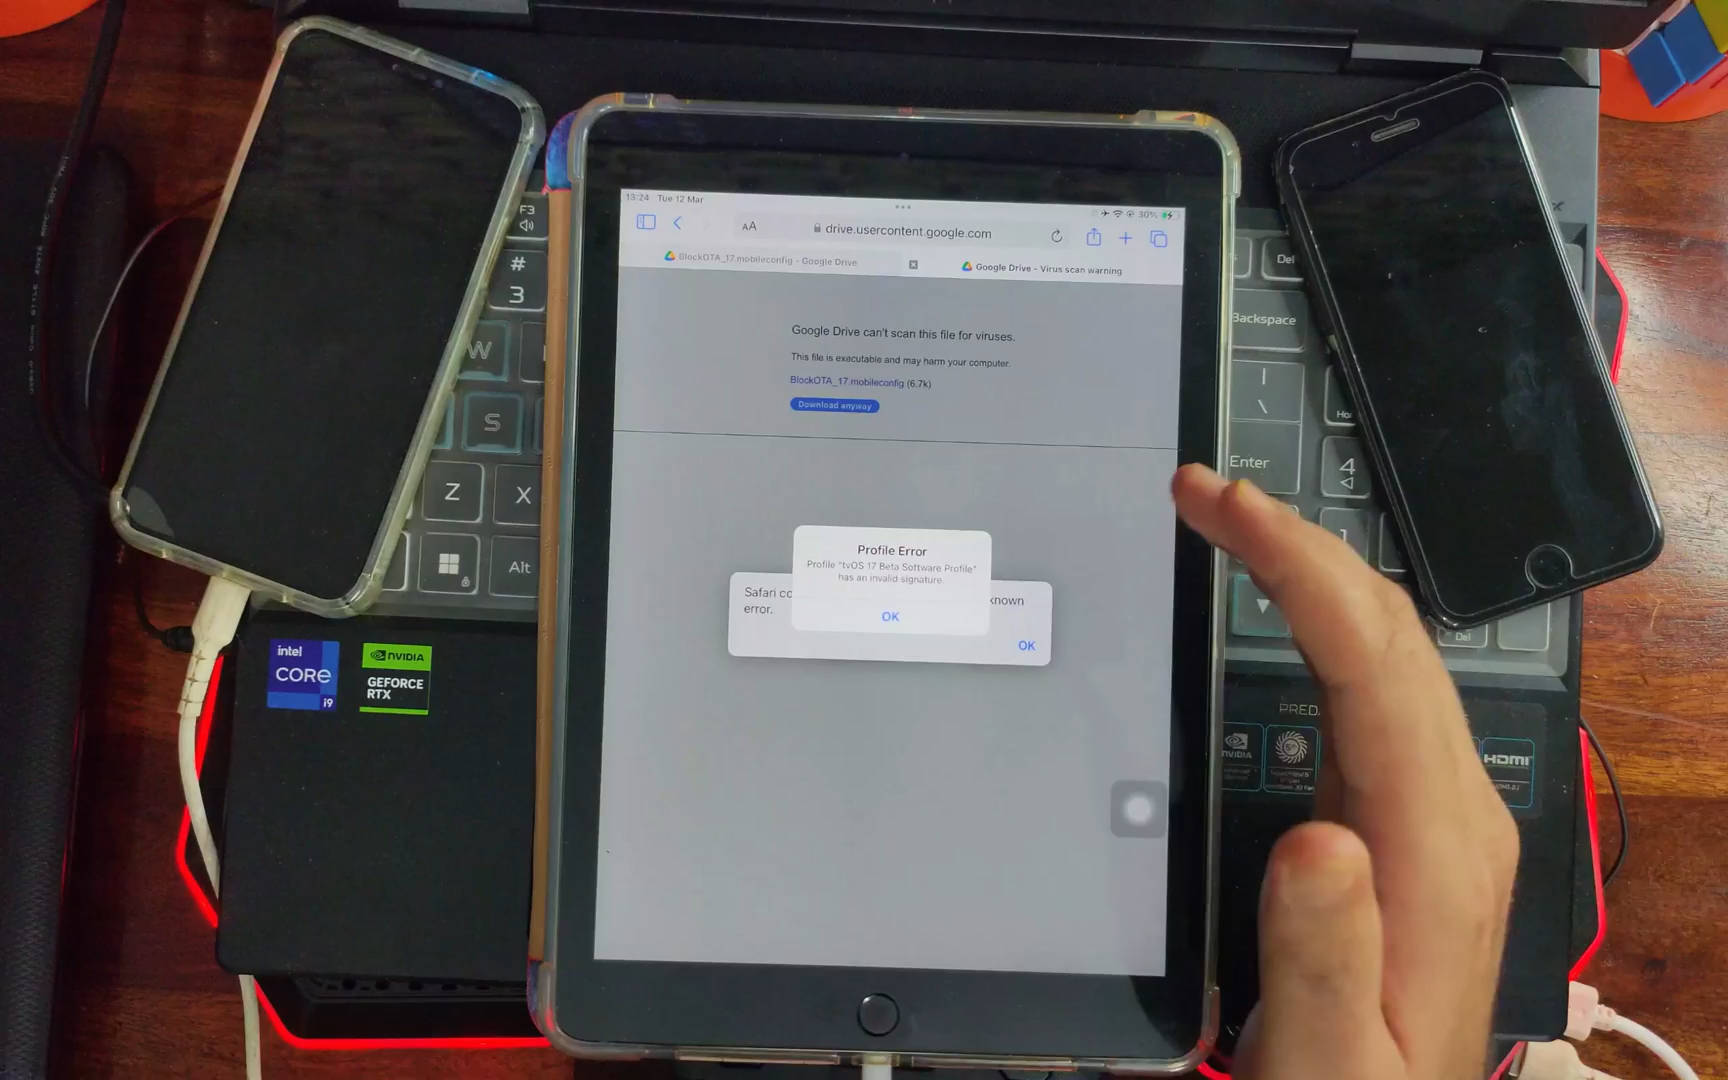 13:24 Tue 12 Mar
30%
AA
drive.usercontent.google.com
BlockOTA_17.mobileconfig - Google Drive
Google Drive - Virus scan warning
Google Drive can't scan this file for viruses.
This file is executable and may harm your computer.
BlockOTA_17.mobileconfig (6.7k)
Download anyway
Profile Error
Profile "tvOS 17 Beta Software Profile"
has an invalid signature.
OK
Safari co
known
error.
OK
F3
#
3
W
S
Z
X
Alt
Del
Backspace
\
Enter
4
Del
intel
CORE
i9
NVIDIA
GEFORCE
RTX
PRED
NVIDIA
HDMI